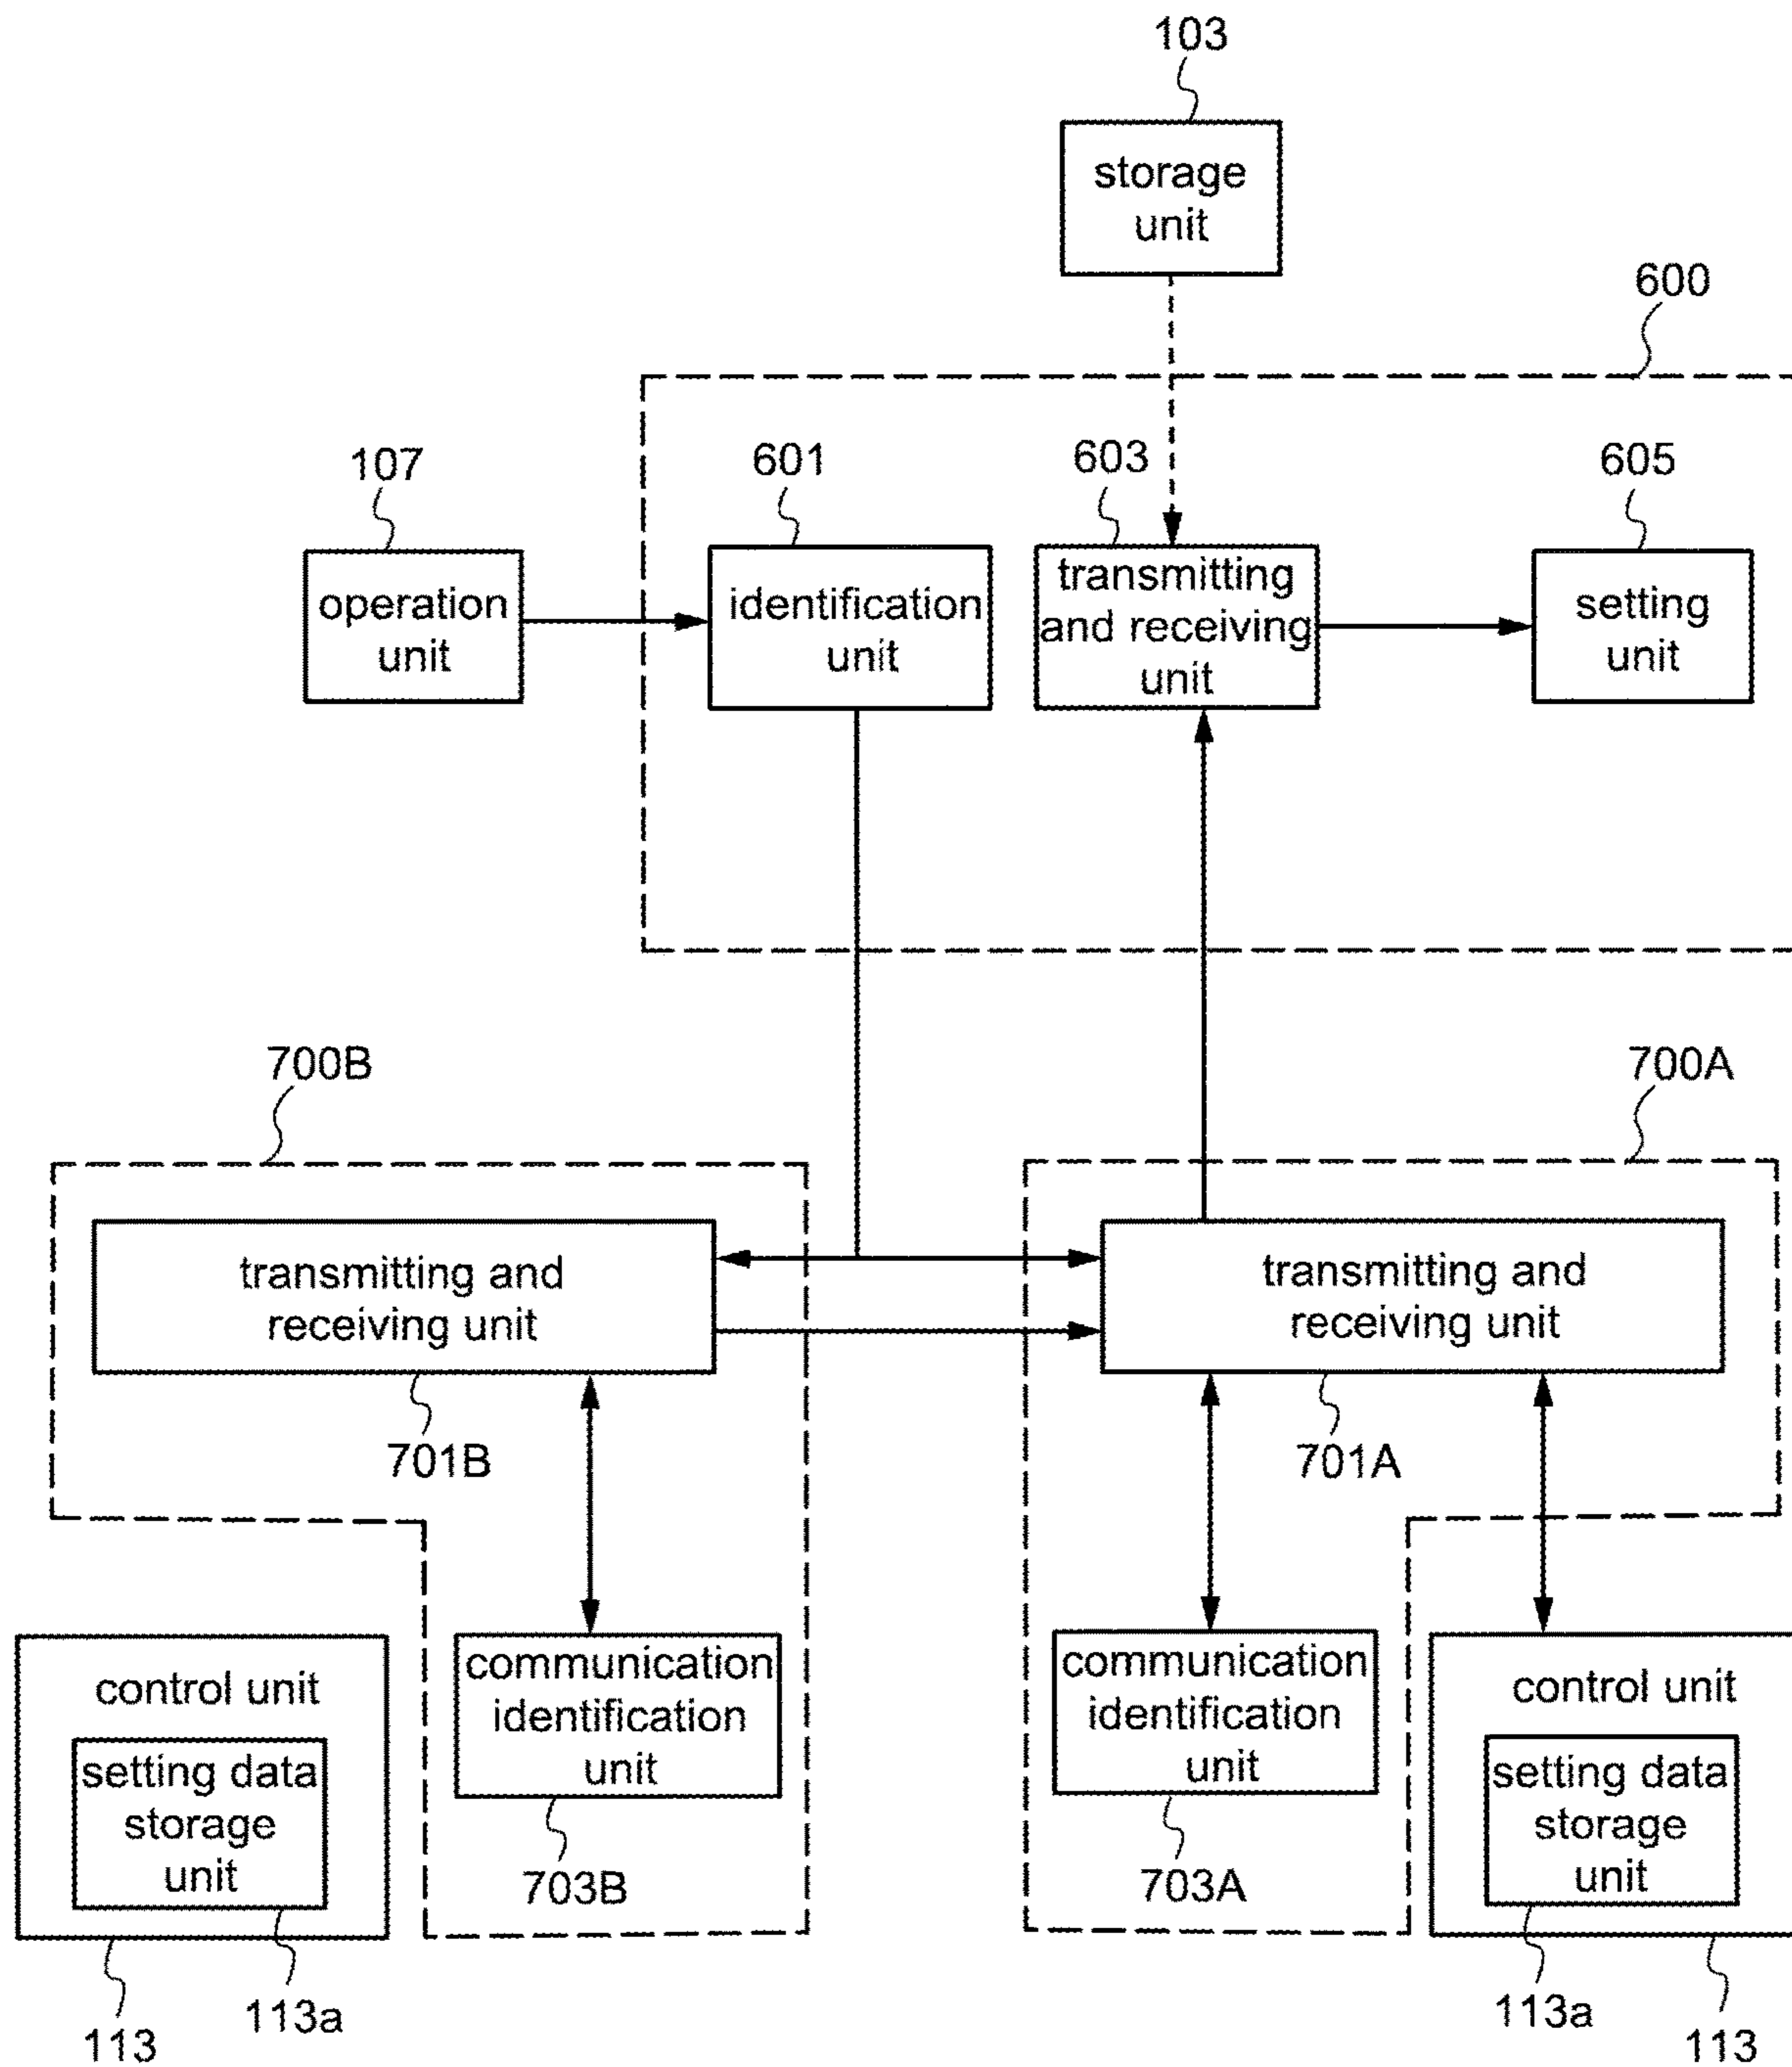 103
storage
unit
600
107
601
603
605
operation
unit
identification
unit
transmitting
and receiving
unit
setting
unit
700B
700A
transmitting and
receiving unit
transmitting and
receiving unit
701B
701A
control unit
setting data
storage
unit
communication
identification
unit
communication
identification
unit
control unit
setting data
storage
unit
703B
703A
113
113a
113a
113